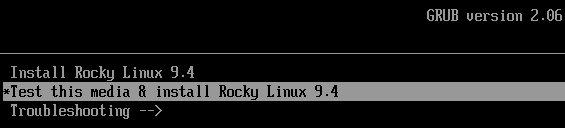 GRUB version 2.06
Install Rocky Linux 9.4
*Test this media & install Rocky Linux 9.4
Troubleshooting -->